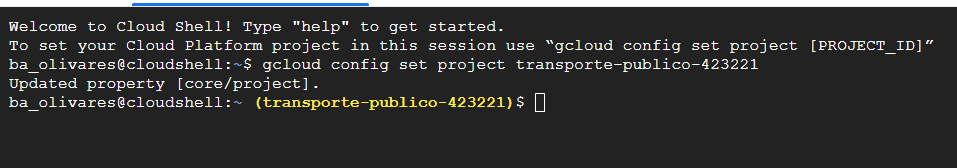 Welcome to Cloud Shell! Type "help" to get started.
To set your Cloud Platform project in this session use “gcloud config set project [PROJECT_ID]”
ba_olivares@cloudshell:~$ gcloud config set project transporte-publico-423221
Updated property [core/project].
ba_olivares@cloudshell:~ (transporte-publico-423221)$